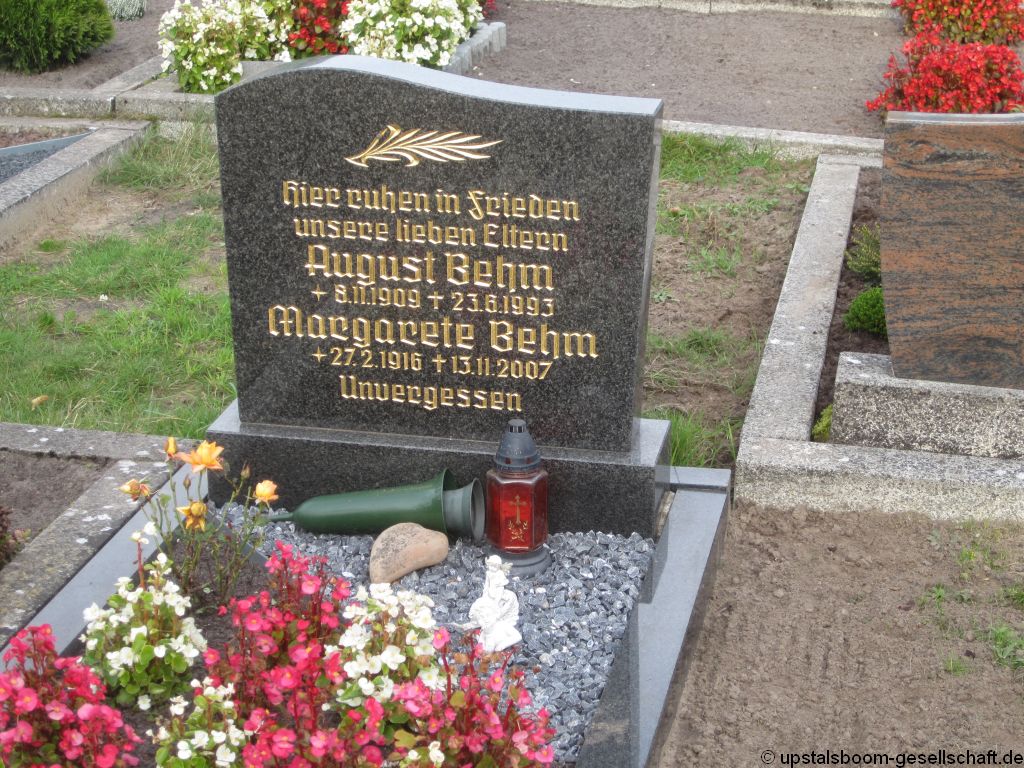 Hier ruhen in Frieden
unsere lieben Eltern
August Behm
+ 8.11.1909 + 23.6.1993
Margarete Behm
+ 27.2.1916 + 13.11.2007
Unvergessen
© upstalsboom-gesellschaft.de